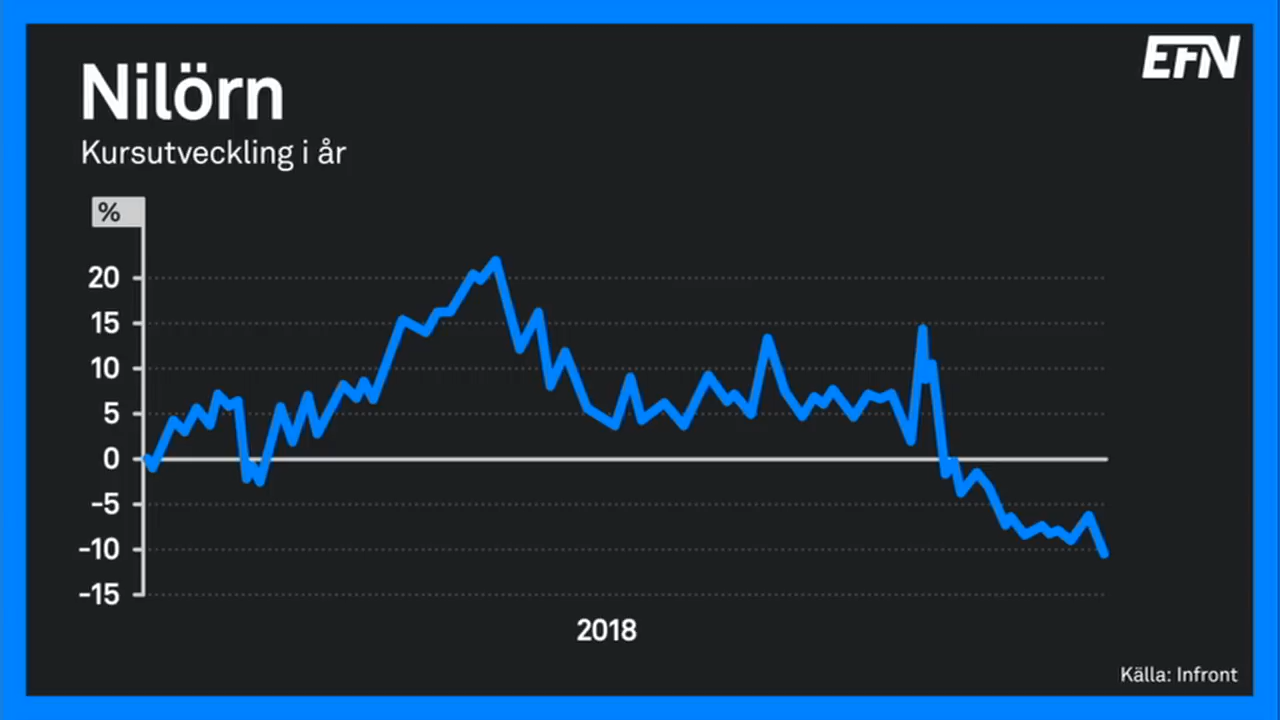 EFN
Nilörn
Kursutveckling i år
%
20
15
10
5
0
-5
-10
-15
2018
Källa: Infront